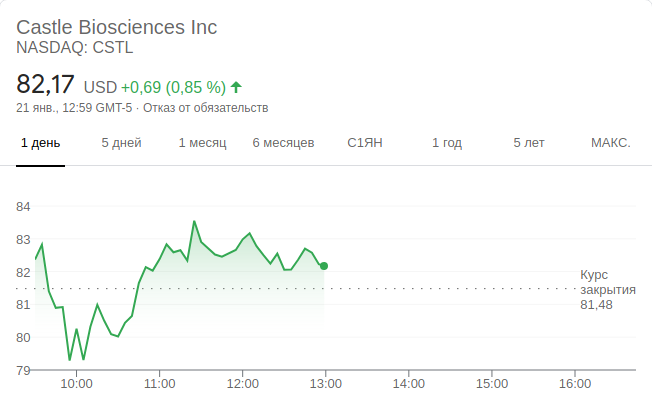 Castle Biosciences Inc
NASDAQ: CSTL
82,17 USD +0,69 (0,85 %)
21 янв., 12:59 GMT-5 · Отказ от обязательств
1 день 5 дней 1 месяц 6 месяцев С1ЯН 1 год 5 лет МАКС.
84
83
82
Курс
закрытия
81,48
81
80
79
10:00 11:00 12:00 13:00 14:00 15:00 16:00